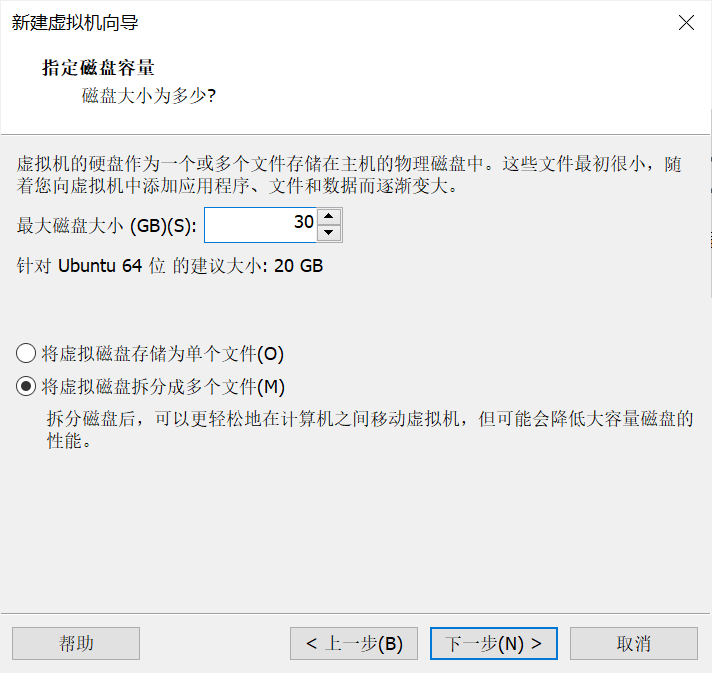 新建虚拟机向导
指定磁盘容量
磁盘大小为多少?
虚拟机的硬盘作为一个或多个文件存储在主机的物理磁盘中。这些文件最初很小，随
着您向虚拟机中添加应用程序、文件和数据而逐渐变大。
最大磁盘大小 (GB)(S): 30
针对 Ubuntu 64 位 的建议大小: 20 GB
将虚拟磁盘存储为单个文件(O)
将虚拟磁盘拆分成多个文件(M)
拆分磁盘后，可以更轻松地在计算机之间移动虚拟机，但可能会降低大容量磁盘的
性能。
帮助 < 上一步(B) 下一步(N) > 取消